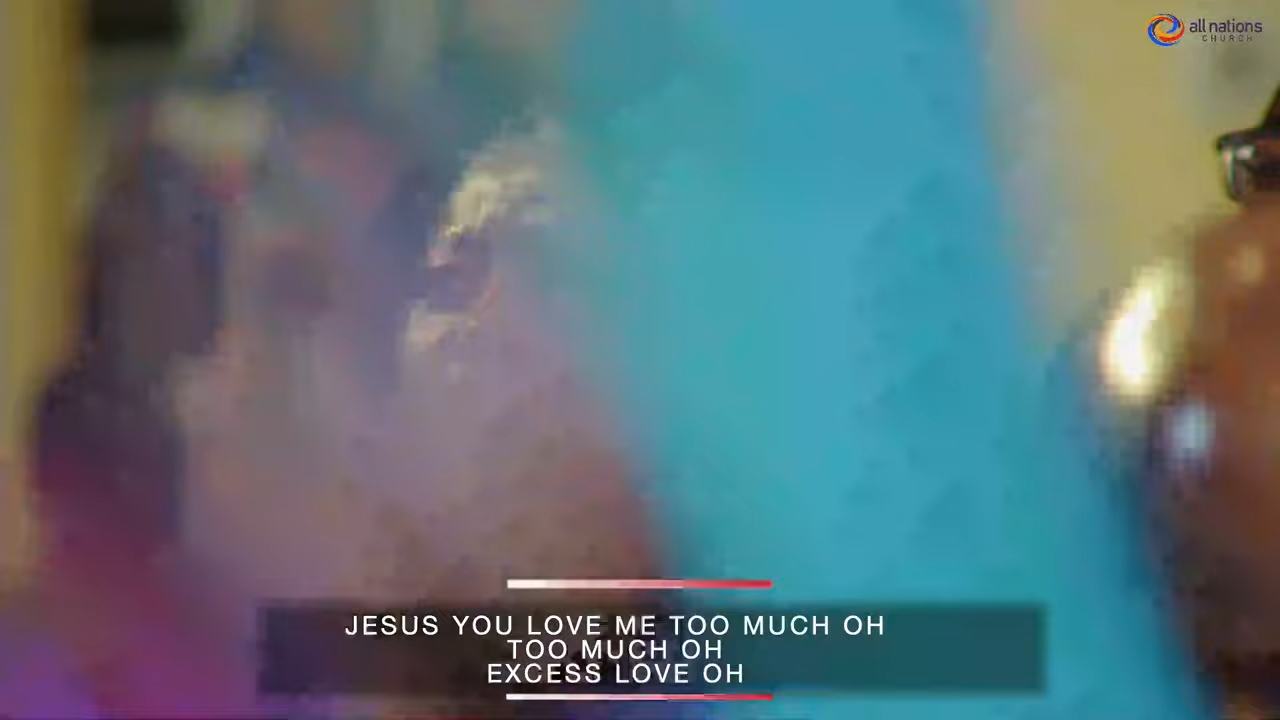 all nations
CHURCH
JESUS YOU LOVE ME TOO MUCH OH
TOO MUCH OH
EXCESS LOVE OH